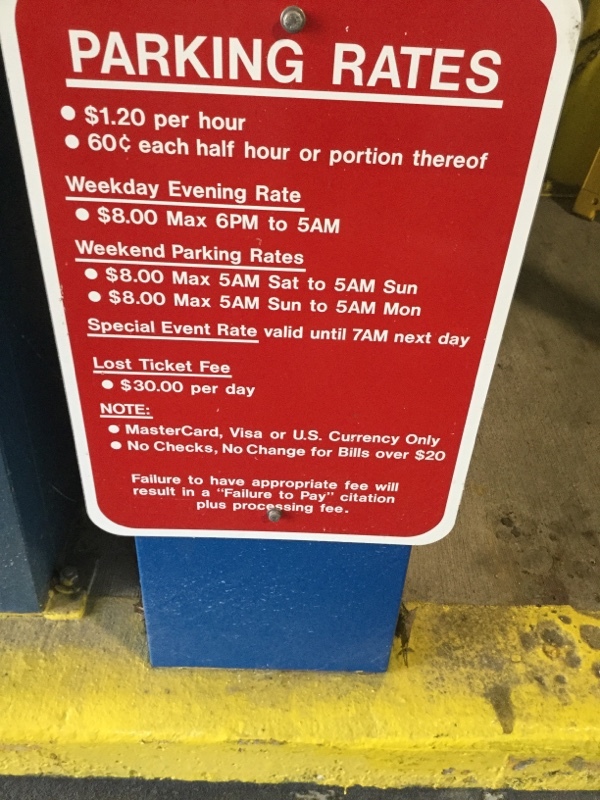 PARKING RATES
• $1.20 per hour
• 60¢ each half hour or portion thereof
Weekday Evening Rate
• $8.00 Max 6PM to 5AM
Weekend Parking Rates
• $8.00 Max 5AM Sat to 5AM Sun
• $8.00 Max 5AM Sun to 5AM Mon
Special Event Rate valid until 7AM next day
Lost Ticket Fee
• $30.00 per day
NOTE:
• MasterCard, Visa or U.S. Currency Only
• No Checks, No Change for Bills over $20
Failure to have appropriate fee will
result in a "Failure to Pay" citation
plus processing fee.